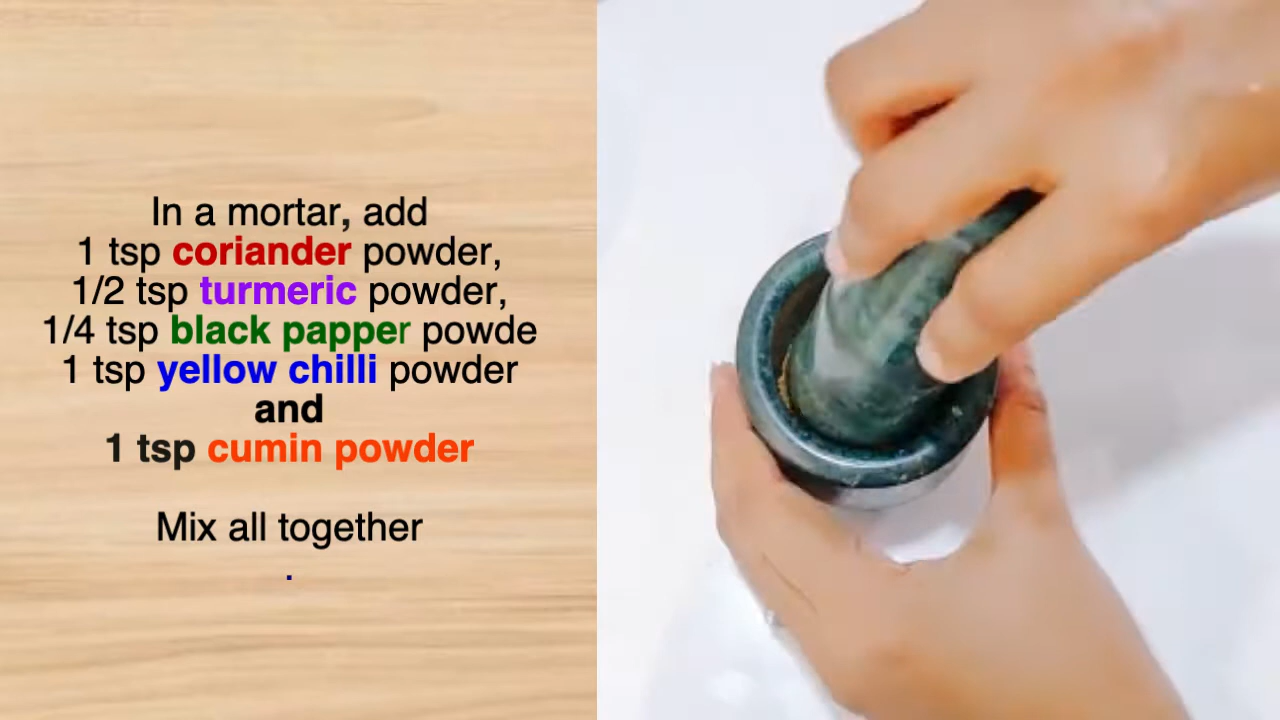 In a mortar, add
1 tsp coriander powder,
1/2 tsp turmeric powder,
1/4 tsp black papper powde
1 tsp yellow chilli powder
and
1 tsp cumin powder
Mix all together
.